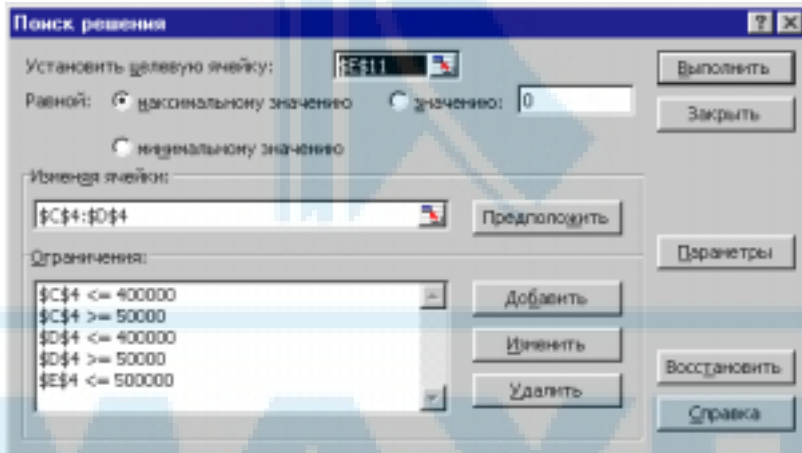 Поиск решения
Установить целевую ячейку: $E$11
Выполнить
Равной: максимальному значению значению: 0
Закрыть
минимальному значению
Изменяя ячейки:
$C$4:$D$4
Предположить
Параметры
Ограничения:
$C$4 <= 400000
$C$4 >= 50000
$D$4 <= 400000
$D$4 >= 50000
$E$4 <= 500000
Добавить
Изменить
Удалить
Восстановить
Справка